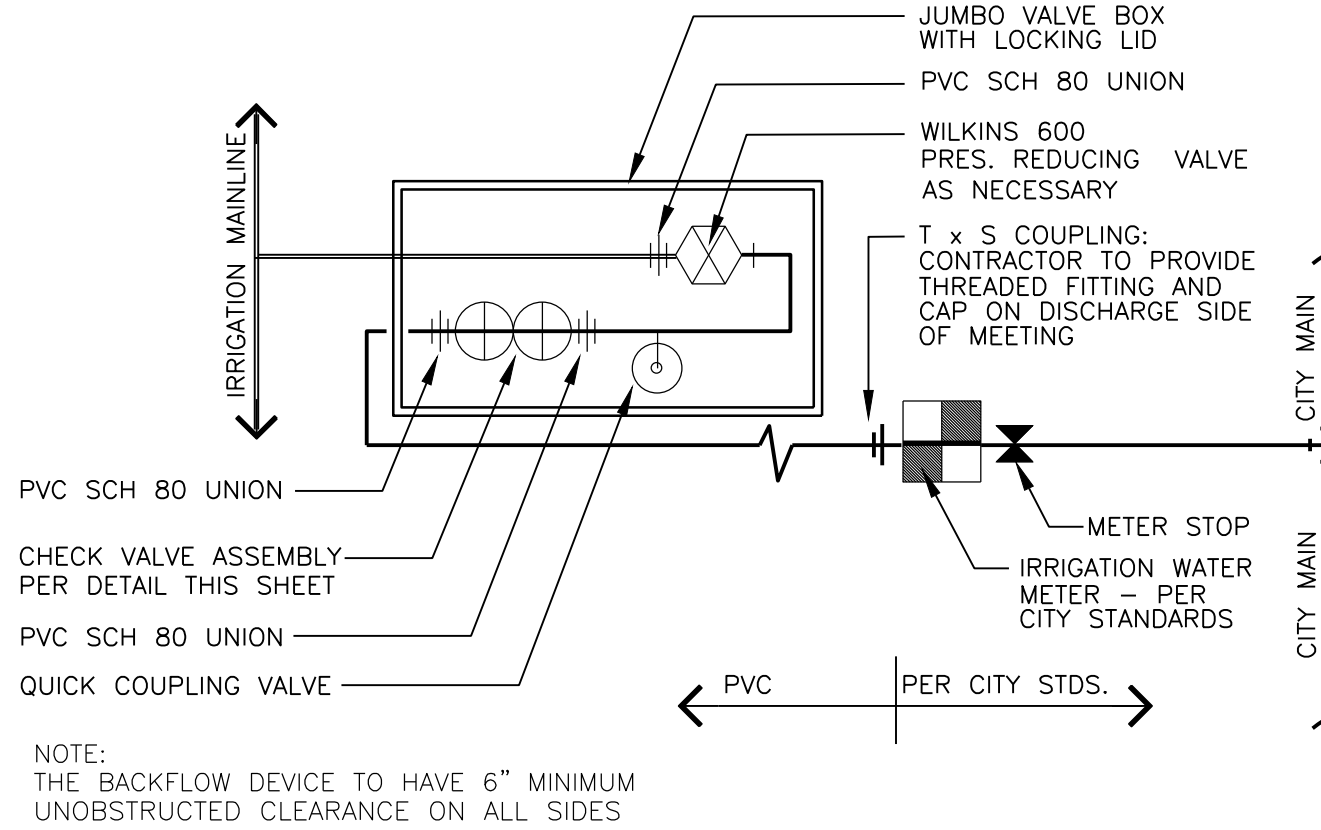 JUMBO VALVE BOX
WITH LOCKING LID
PVC SCH 80 UNION
WILKINS 600
PRES. REDUCING VALVE
AS NECESSARY
T x S COUPLING:
CONTRACTOR TO PROVIDE
THREADED FITTING AND
CAP ON DISCHARGE SIDE
OF MEETING
IRRIGATION MAINLINE
CITY MAIN
PVC SCH 80 UNION
CHECK VALVE ASSEMBLY
PER DETAIL THIS SHEET
PVC SCH 80 UNION
QUICK COUPLING VALVE
METER STOP
IRRIGATION WATER
METER – PER
CITY STANDARDS
CITY MAIN
PVC
PER CITY STDS.
NOTE:
THE BACKFLOW DEVICE TO HAVE 6" MINIMUM
UNOBSTRUCTED CLEARANCE ON ALL SIDES